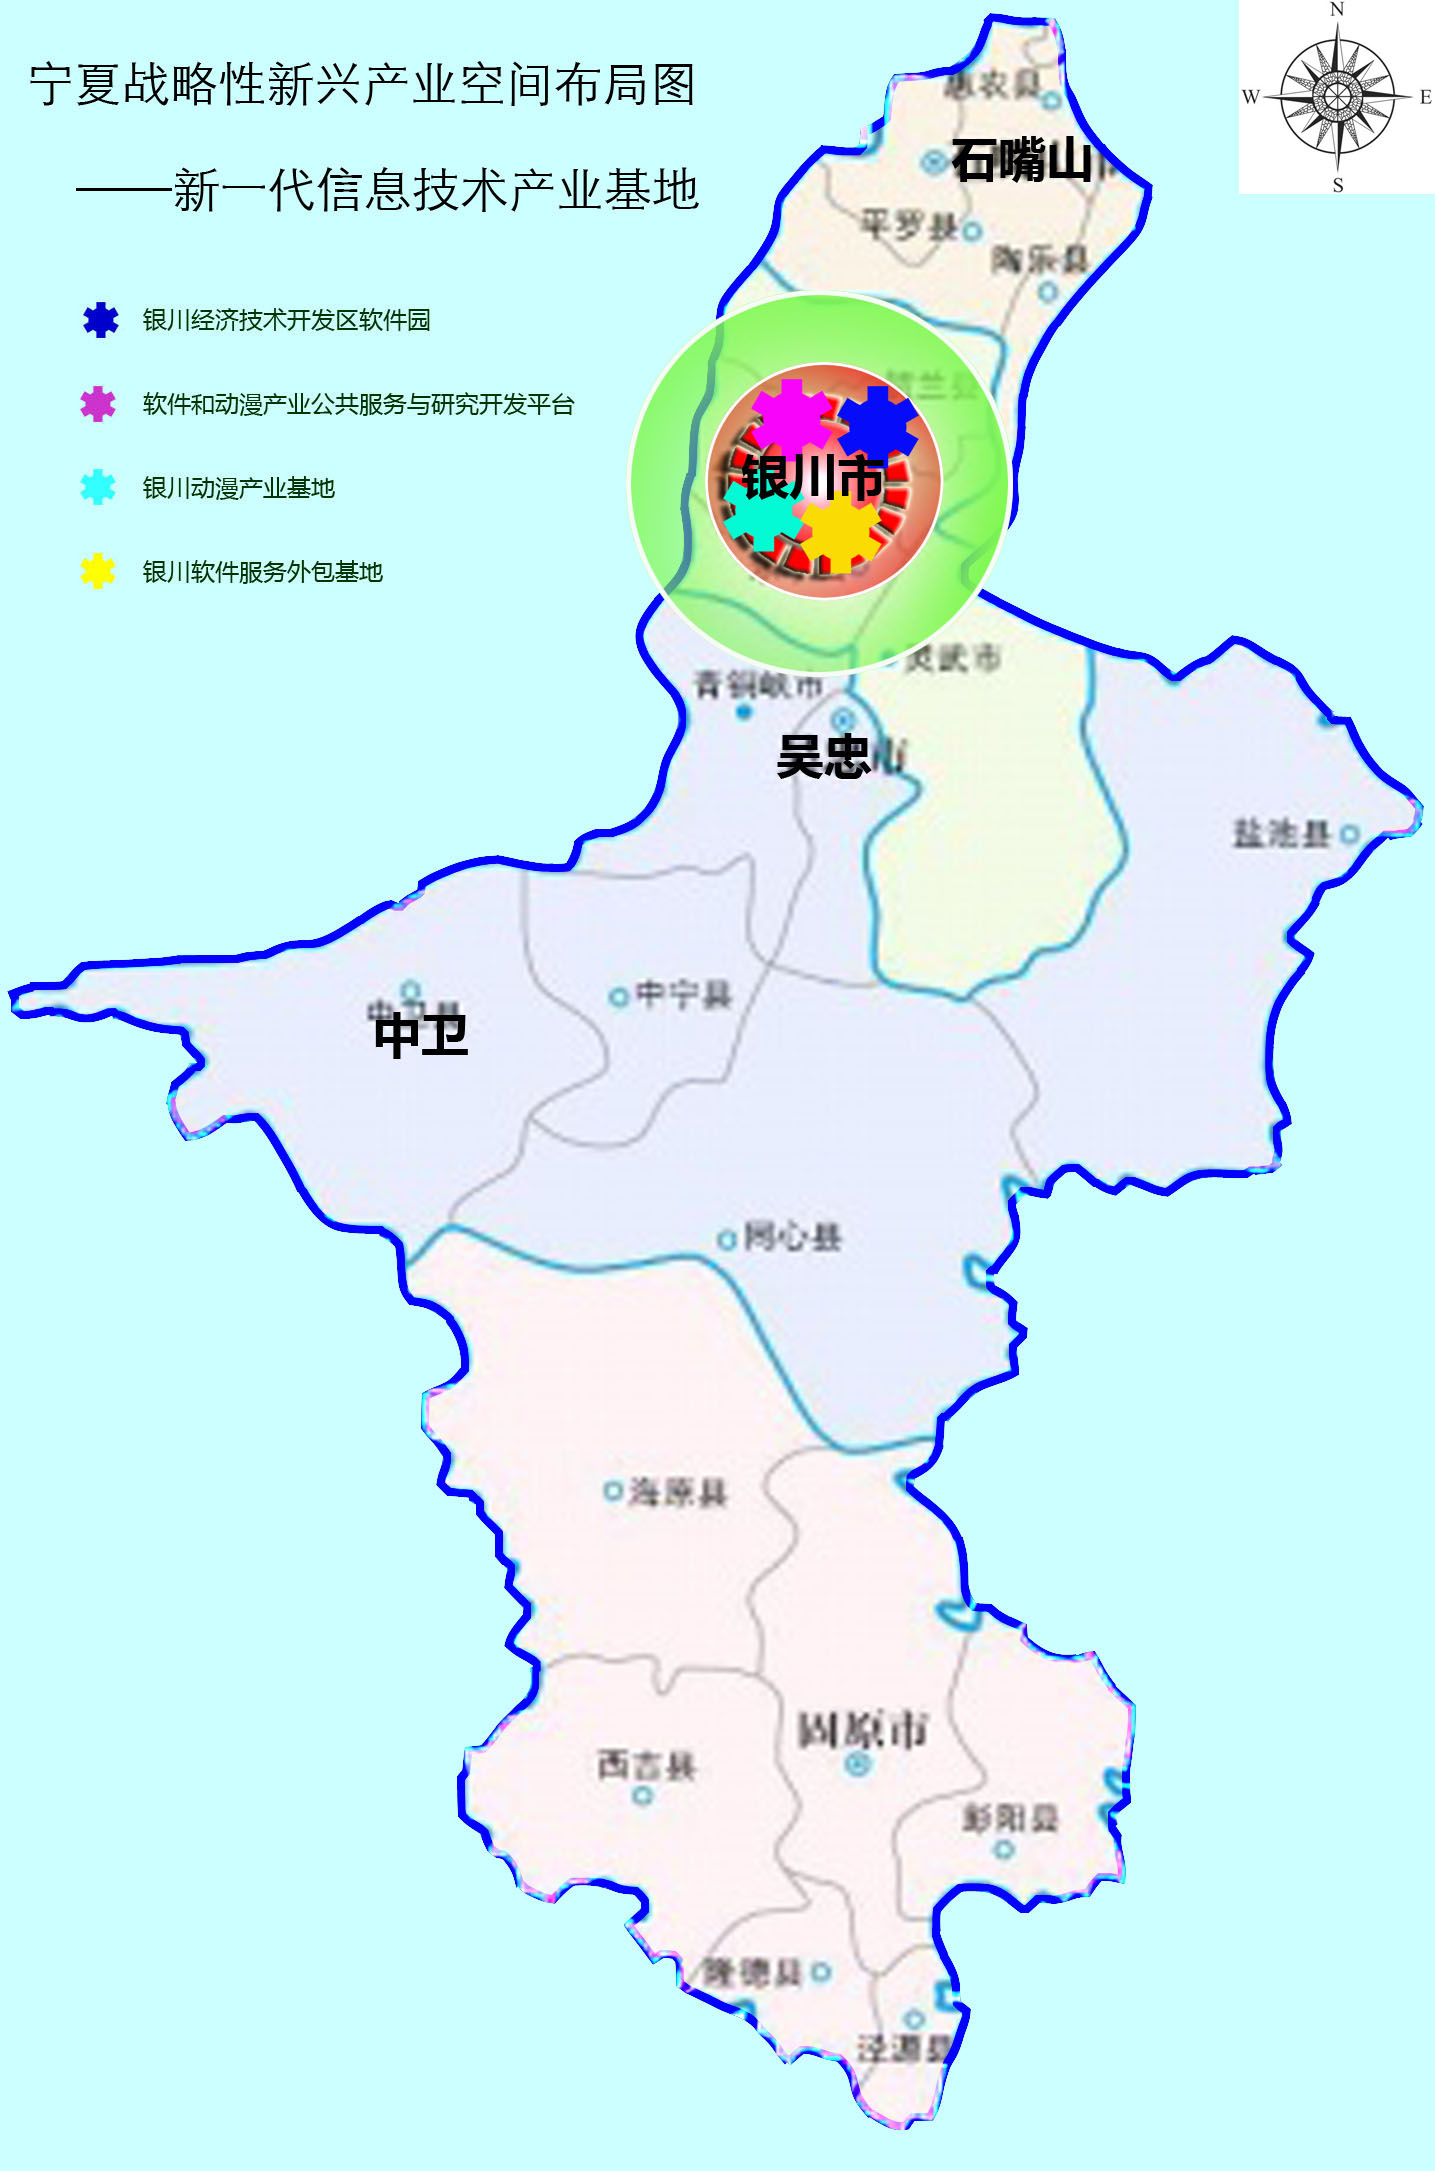 宁夏战略性新兴产业空间布局图
——新一代信息技术产业基地
N
W
E
S
银川经济技术开发区软件园
软件和动漫产业公共服务与研究开发平台
银川动漫产业基地
银川软件服务外包基地
惠农县
石嘴山
平罗县
陶乐县
银川市
灵武市
青铜峡市
吴忠
盐池县
中宁县
中卫
同心县
海原县
固原市
西吉县
彭阳县
隆德县
泾源县